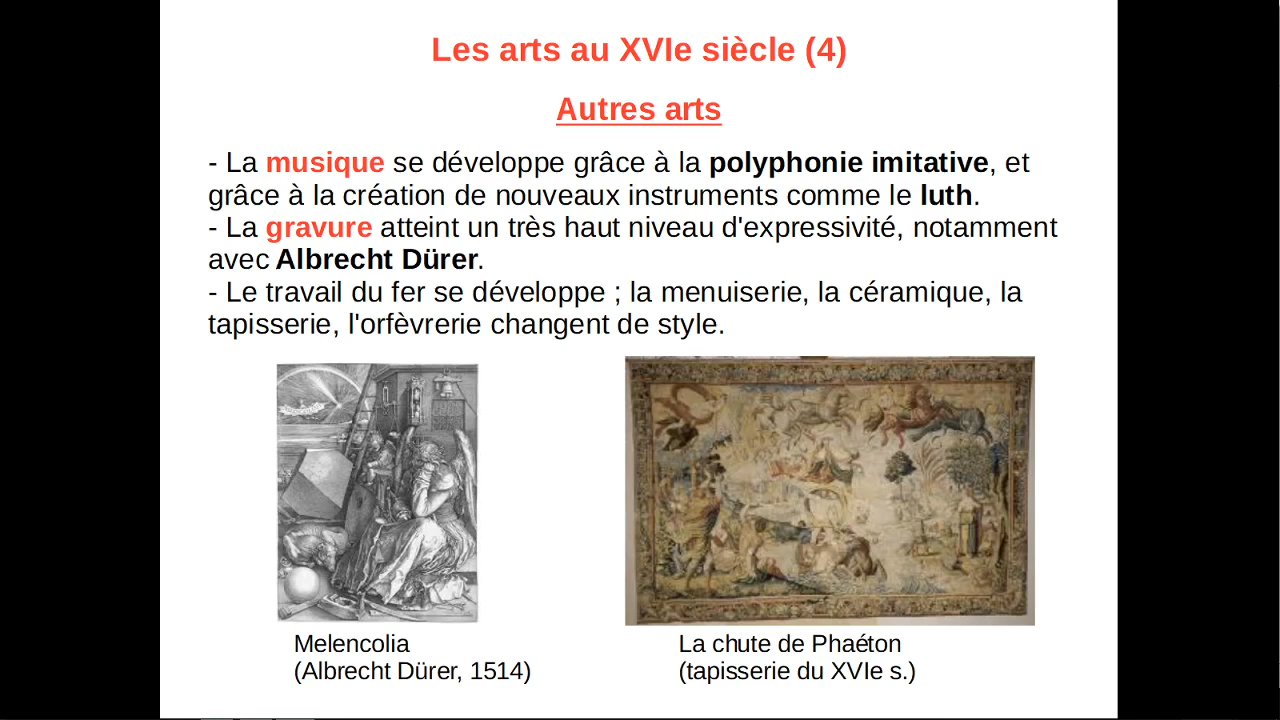 Les arts au XVIe siècle (4)
Autres arts
- La musique se développe grâce à la polyphonie imitative, et
grâce à la création de nouveaux instruments comme le luth.
- La gravure atteint un très haut niveau d'expressivité, notamment
avec Albrecht Dürer.
- Le travail du fer se développe ; la menuiserie, la céramique, la
tapisserie, l'orfèvrerie changent de style.
Melencolia
(Albrecht Dürer, 1514)
La chute de Phaéton
(tapisserie du XVIe s.)